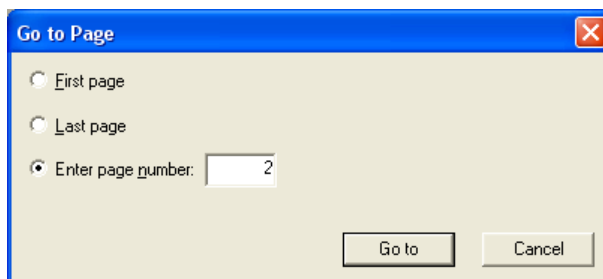 Go to Page
First page
Last page
Enter page number: 2
Go to Cancel